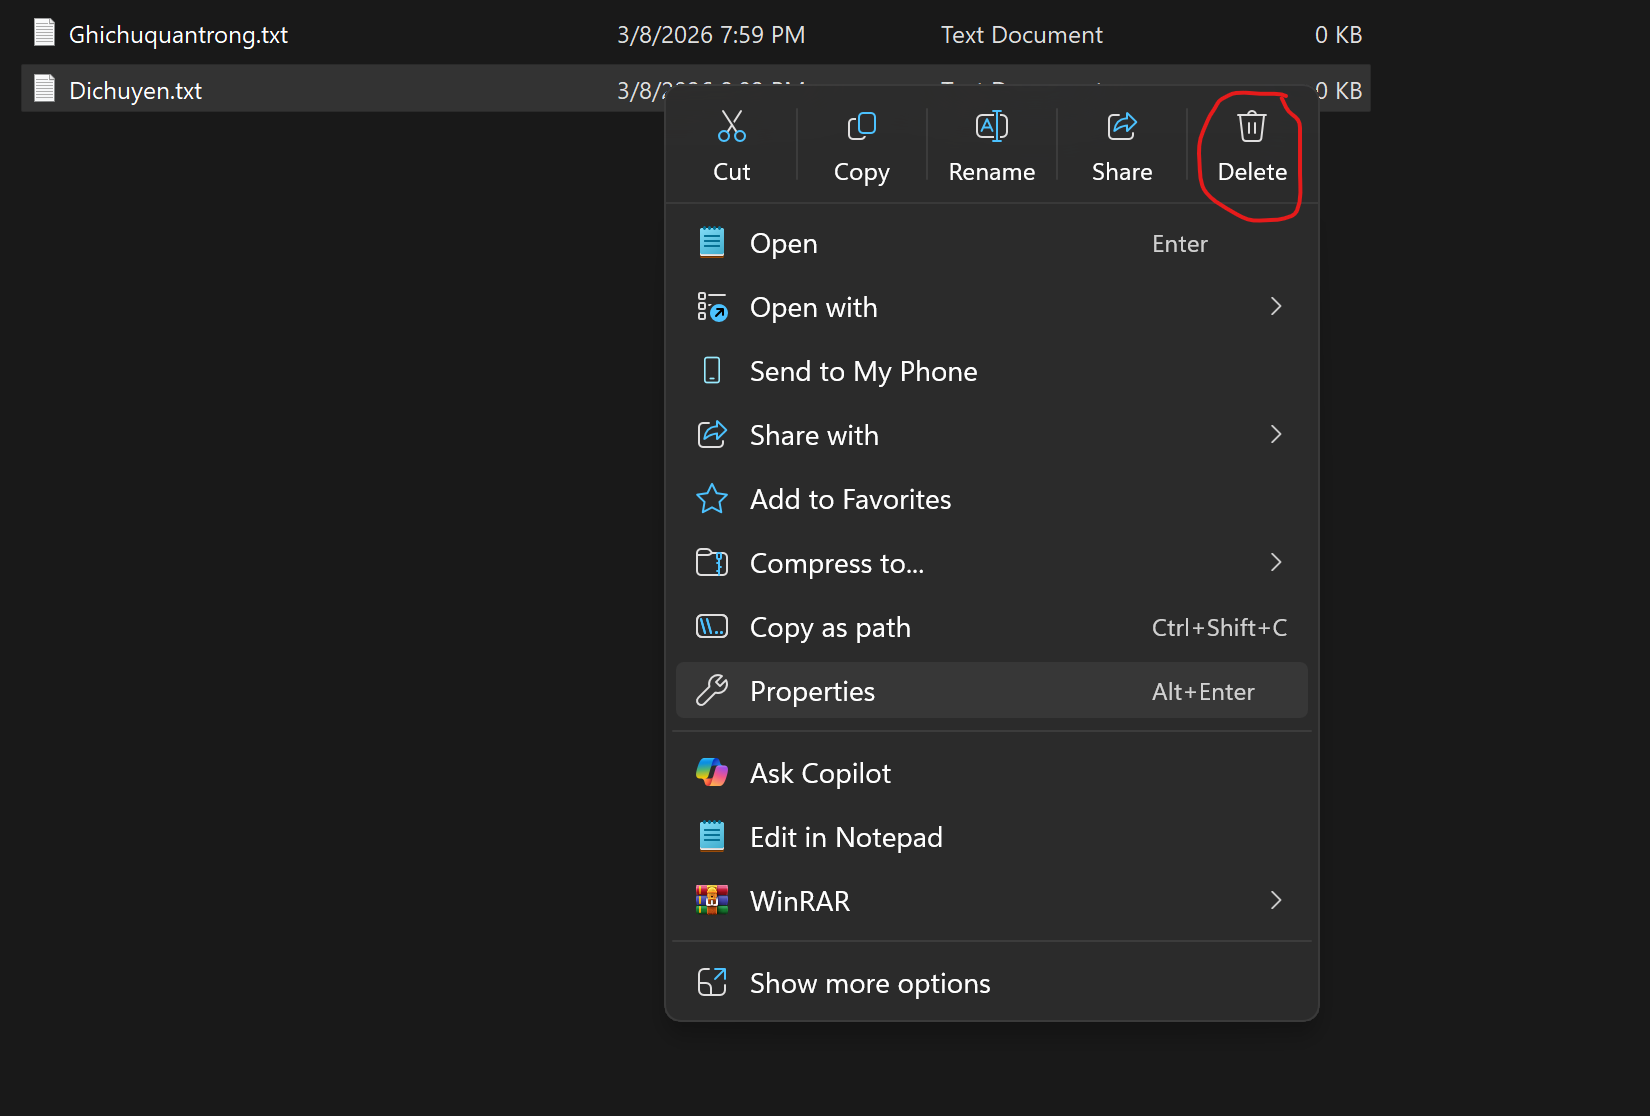 Ghichuquantrong.txt 3/8/2026 7:59 PM Text Document 0 KB
Dichuyen.txt 0 KB
Cut Copy Rename Share Delete
Open Enter
Open with
Send to My Phone
Share with
Add to Favorites
Compress to...
Copy as path Ctrl+Shift+C
Properties Alt+Enter
Ask Copilot
Edit in Notepad
WinRAR
Show more options